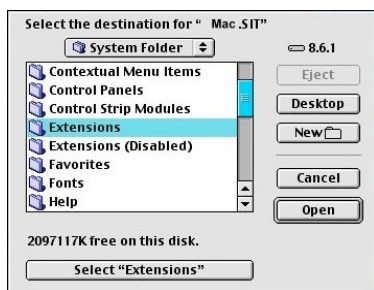 Select the destination for “ Mac .SIT”
System Folder
8.6.1
Contextual Menu Items
Control Panels
Control Strip Modules
Extensions
Extensions (Disabled)
Favorites
Fonts
Help
Eject
Desktop
New
Cancel
Open
2097117K free on this disk.
Select “Extensions”